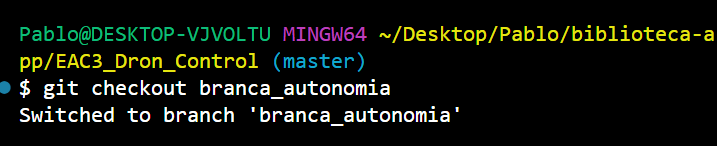 Pablo@DESKTOP-VJVOLTU MINGW64 ~/Desktop/Pablo/biblioteca-a
pp/EAC3_Dron_Control (master)
$ git checkout branca_autonomia
Switched to branch 'branca_autonomia'